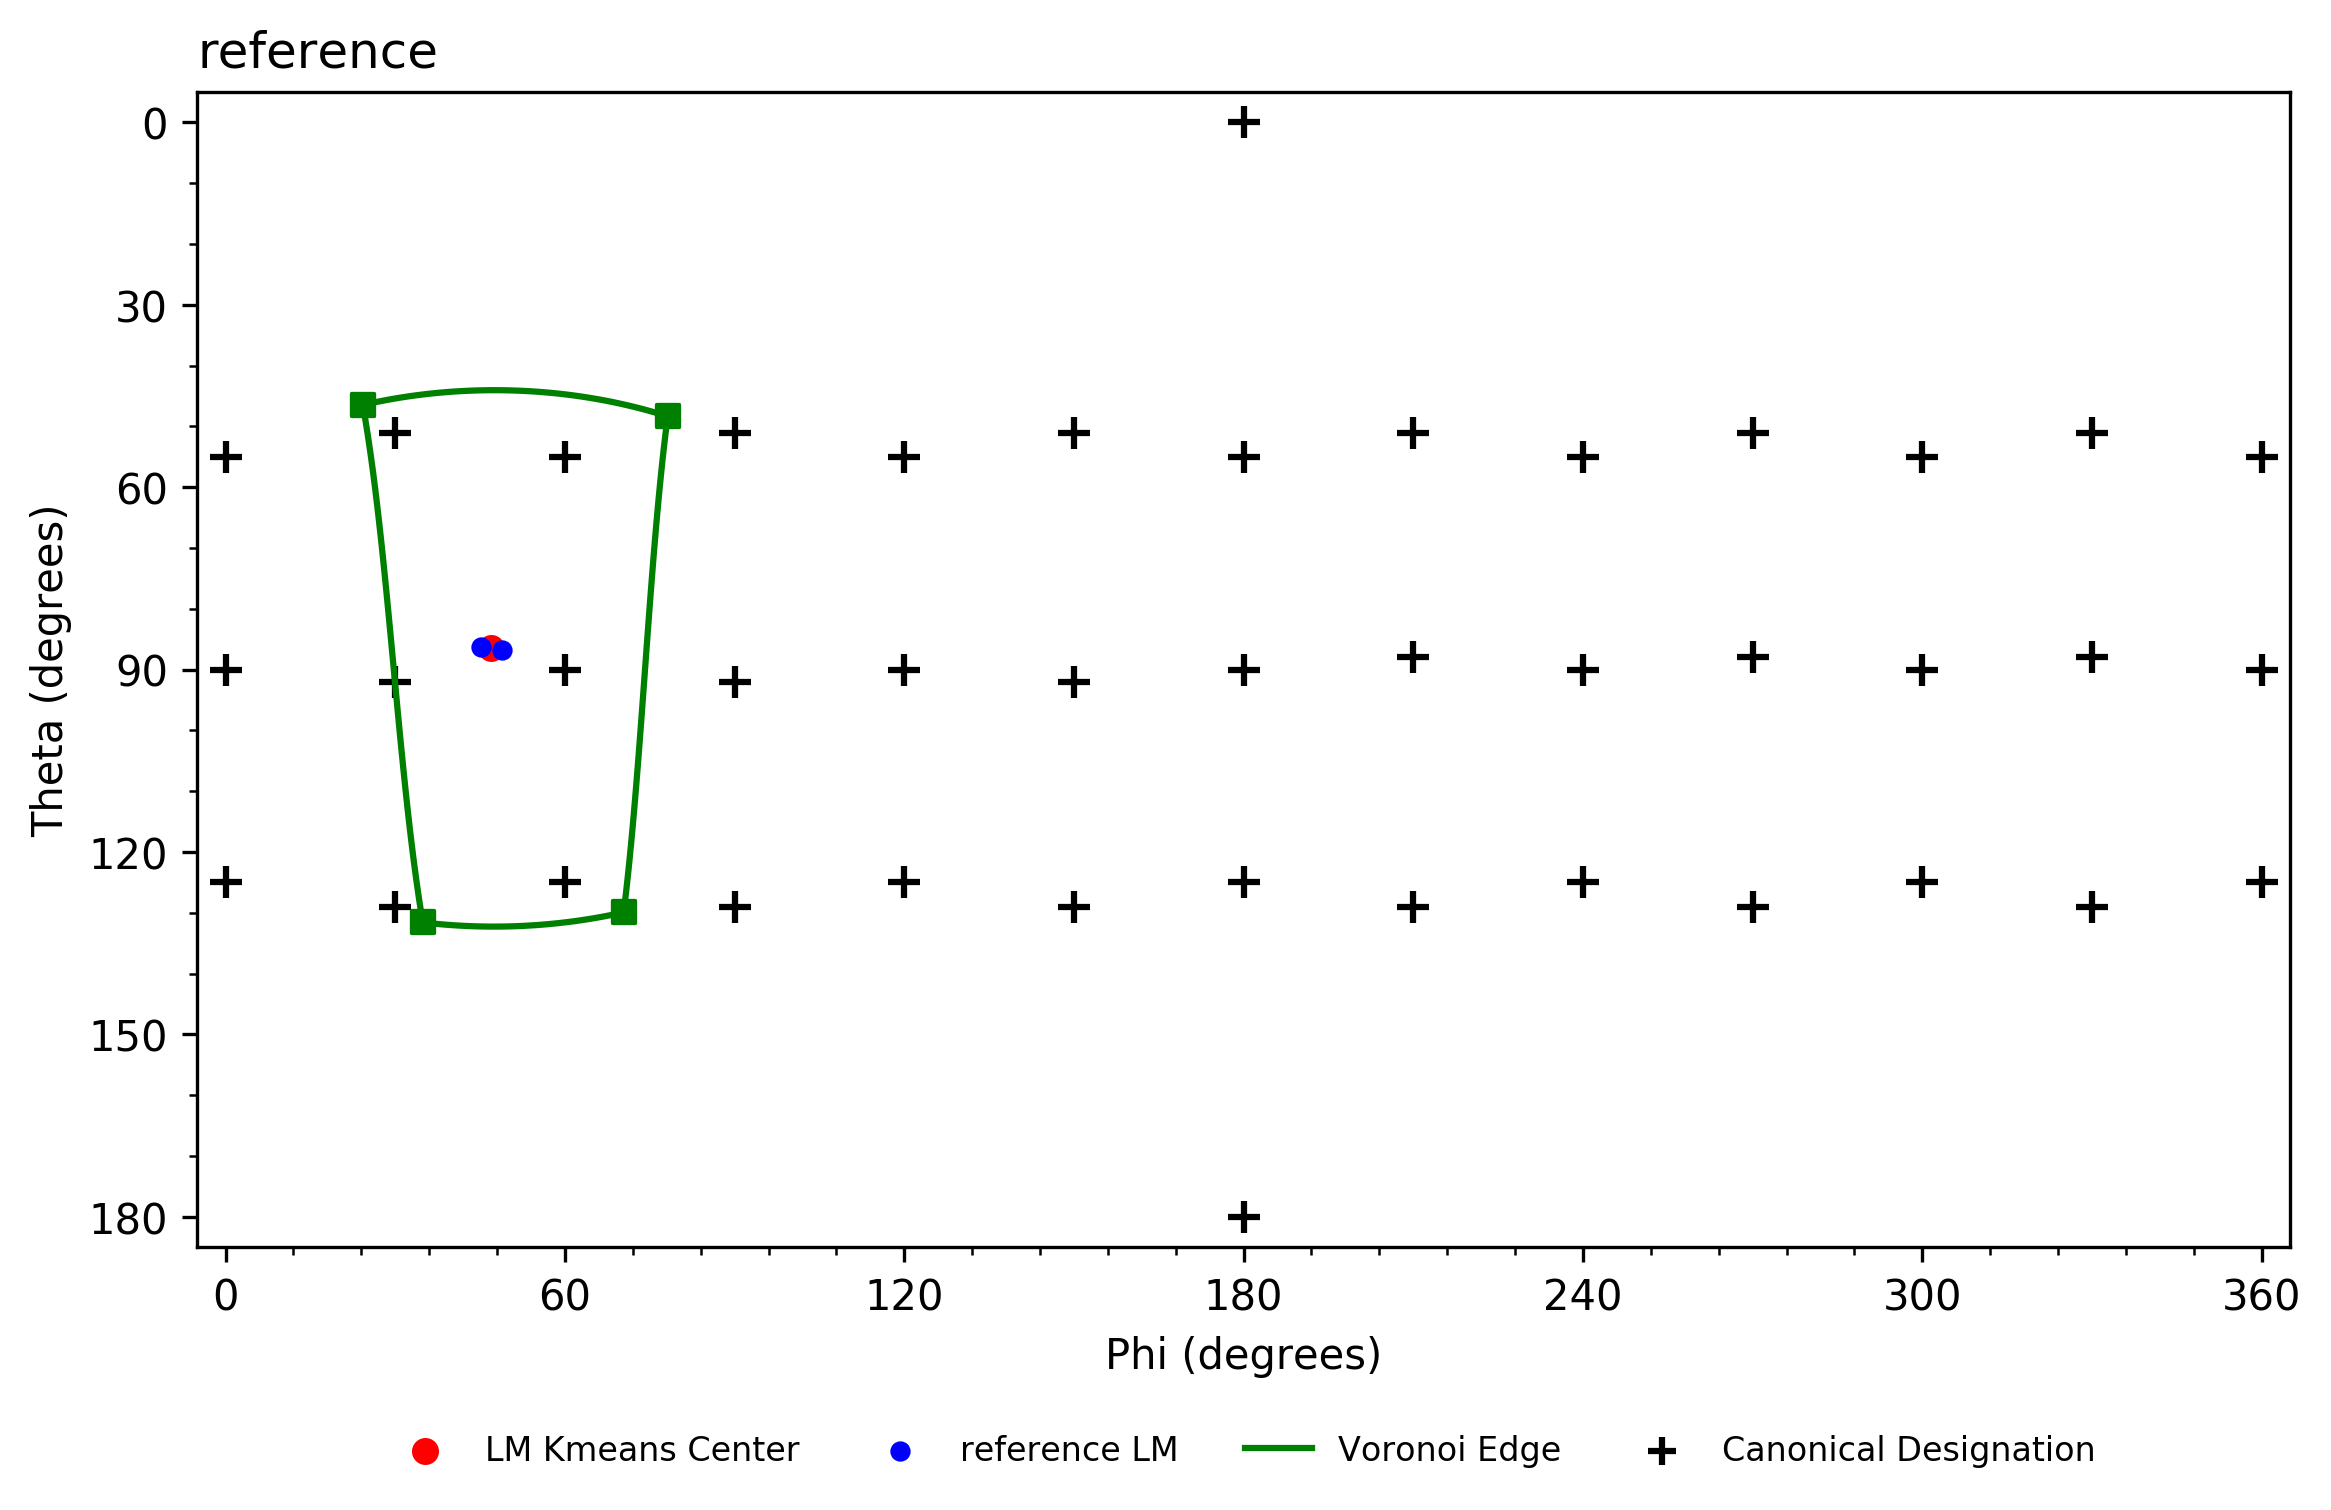 reference
0
30
60
90
120
150
180
Theta (degrees)
0 60 120 180 240 300 360
Phi (degrees)
LM Kmeans Center reference LM Voronoi Edge Canonical Designation